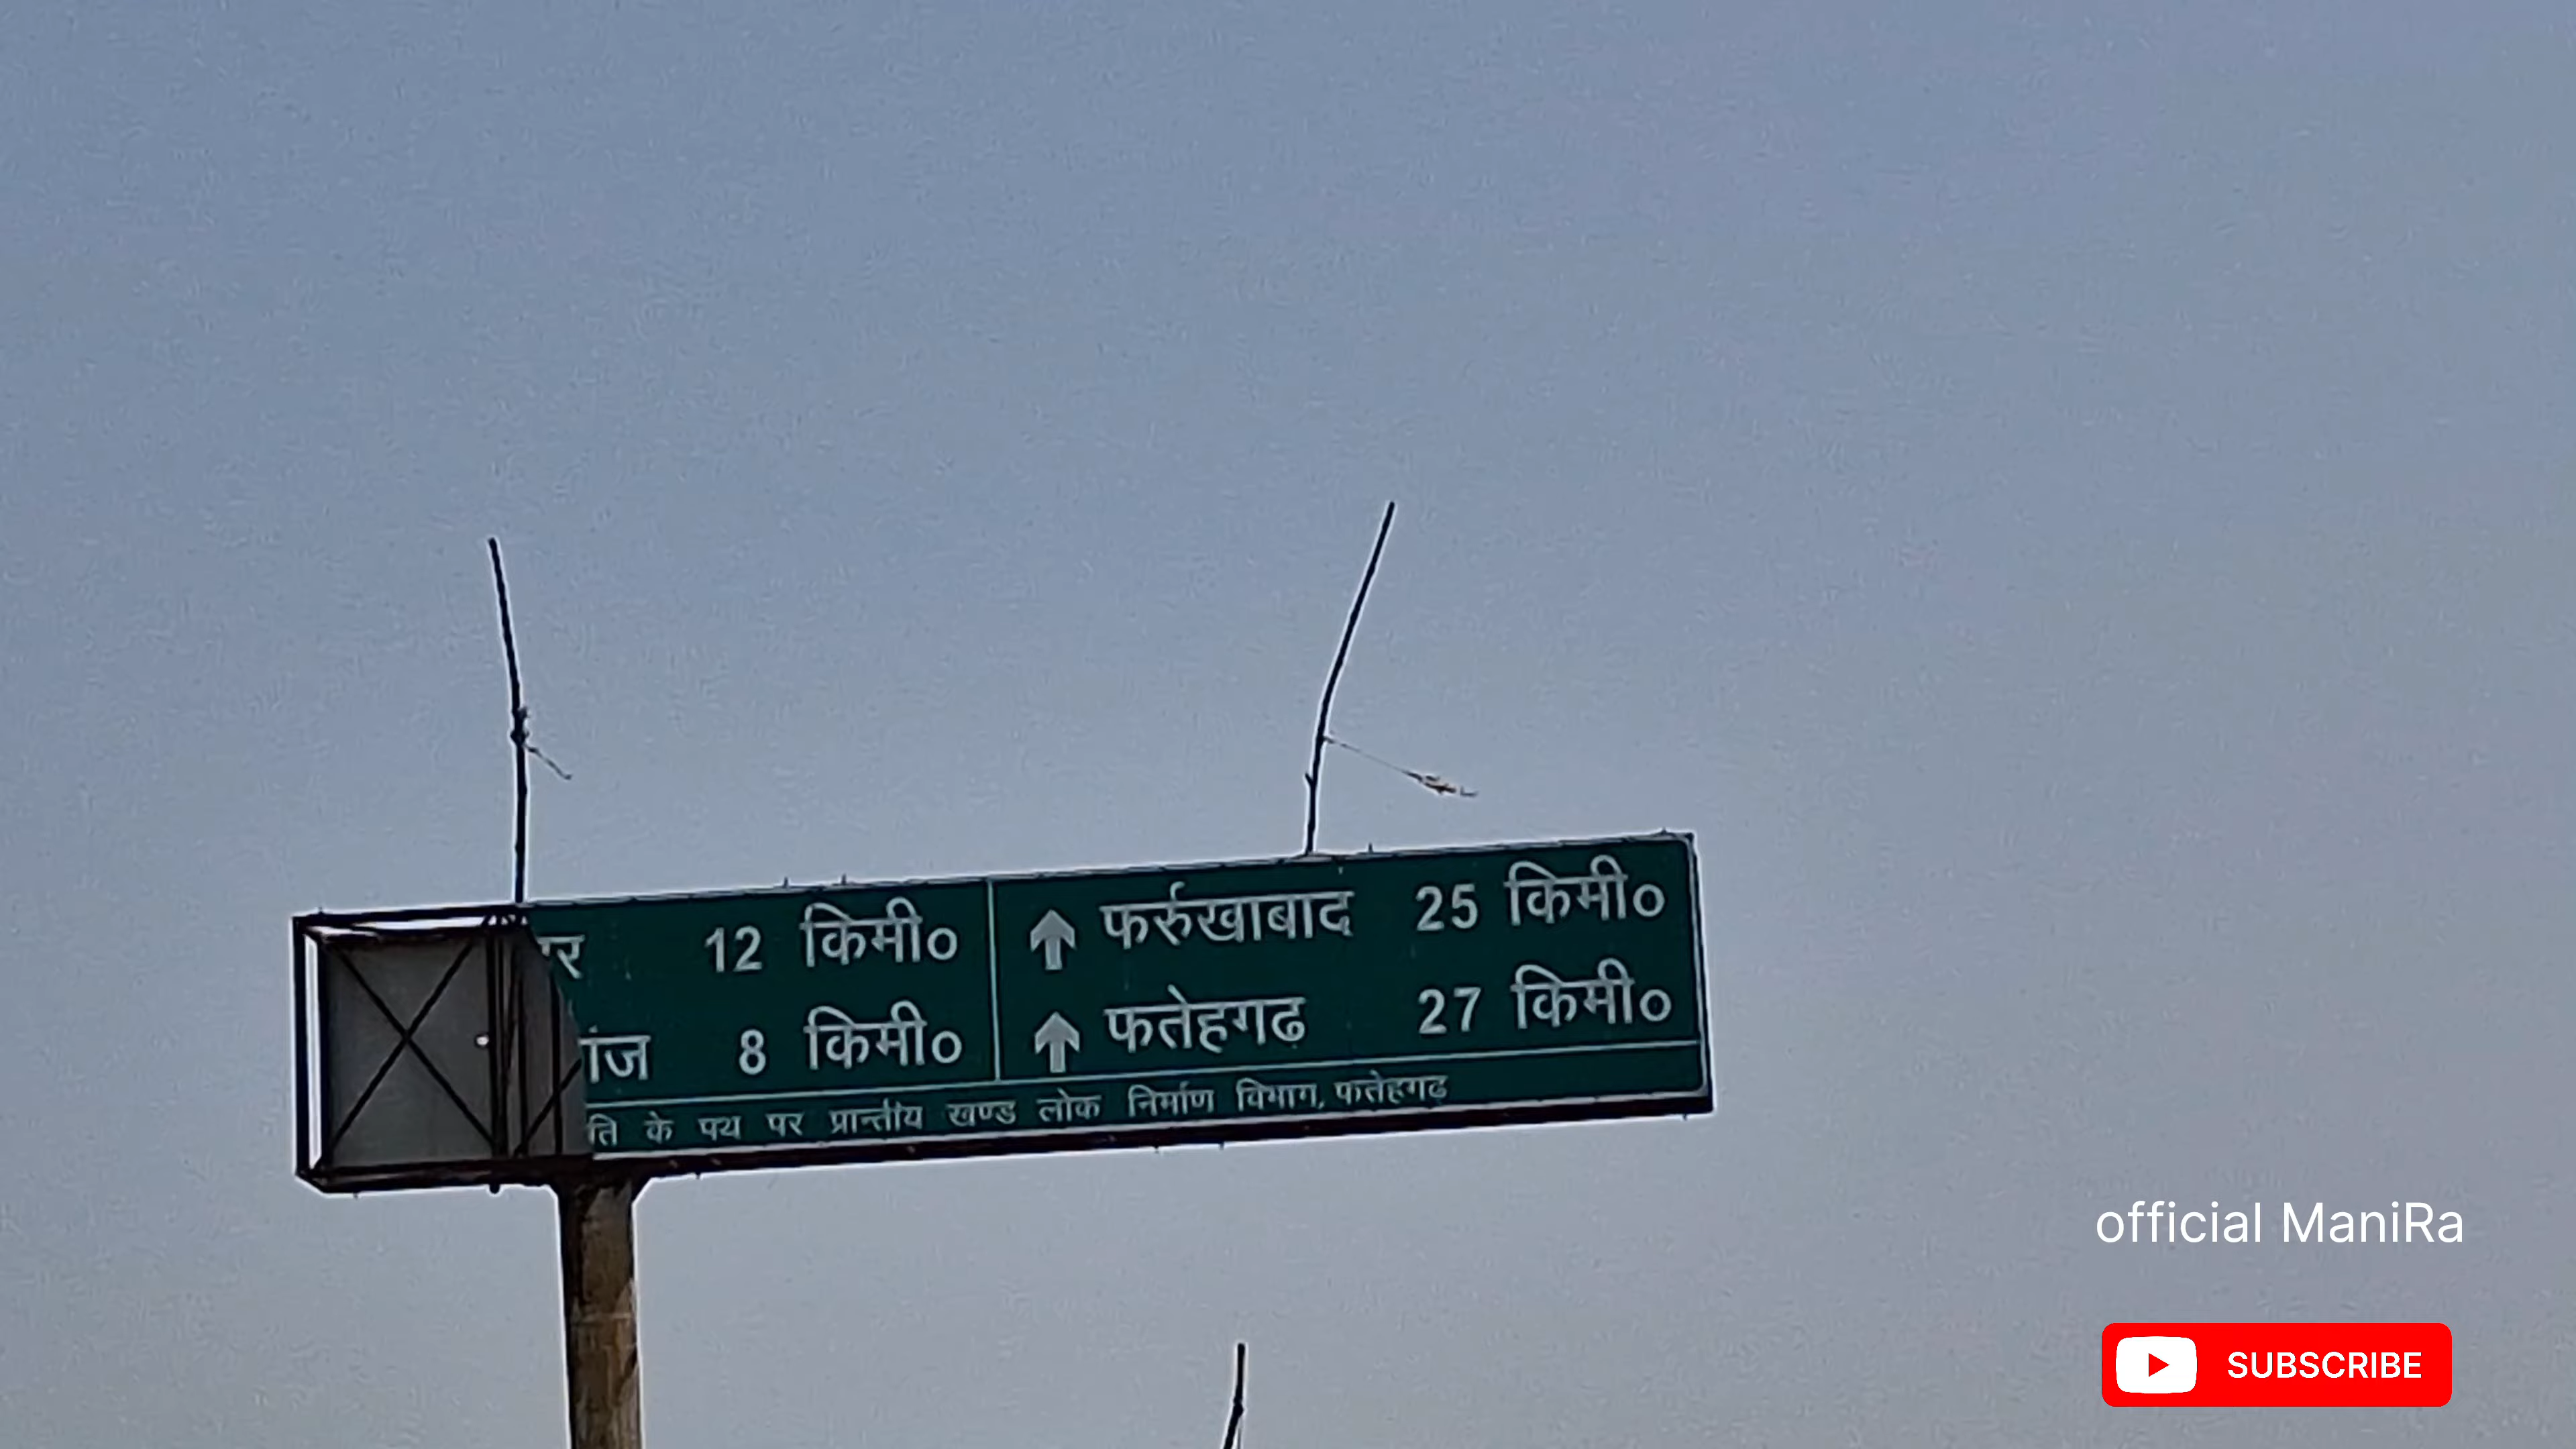 12 किमी०
8 किमी०
फर्रुखाबाद 25 किमी०
फतेहगढ 27 किमी०
के पथ पर प्रान्तीय खण्ड लोक निर्माण विभाग, फतेहगढ
official ManiRa
SUBSCRIBE